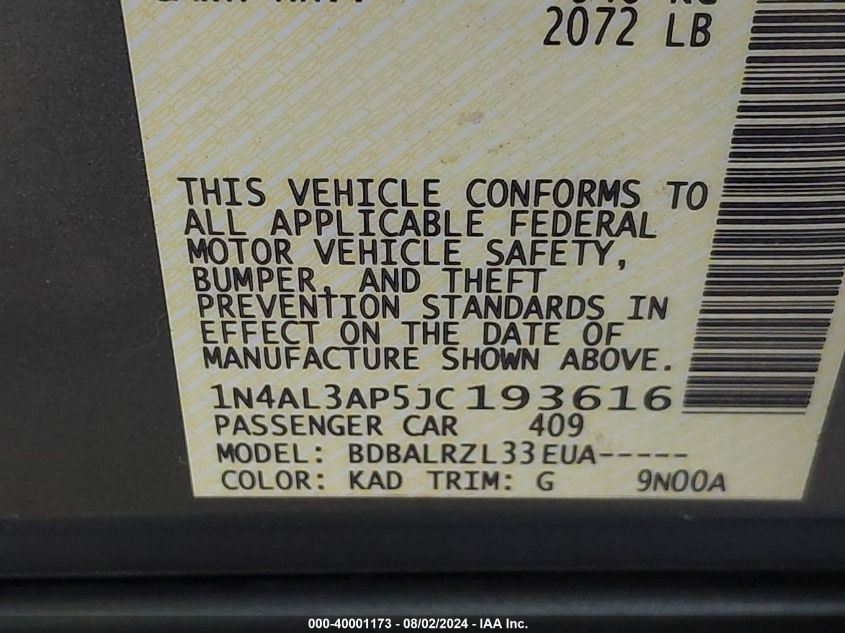 2072 LB
THIS VEHICLE CONFORMS TO
ALL APPLICABLE FEDERAL
MOTOR VEHICLE SAFETY,
BUMPER, AND THEFT
PREVENTION STANDARDS IN
EFFECT ON THE DATE OF
MANUFACTURE SHOWN ABOVE.
1N4AL3AP5JC193616
PASSENGER CAR 409
MODEL: BDBALRZL33EUA-----
COLOR: KAD TRIM: G 9N00A
000-40001173 - 08/02/2024 - IAA Inc.